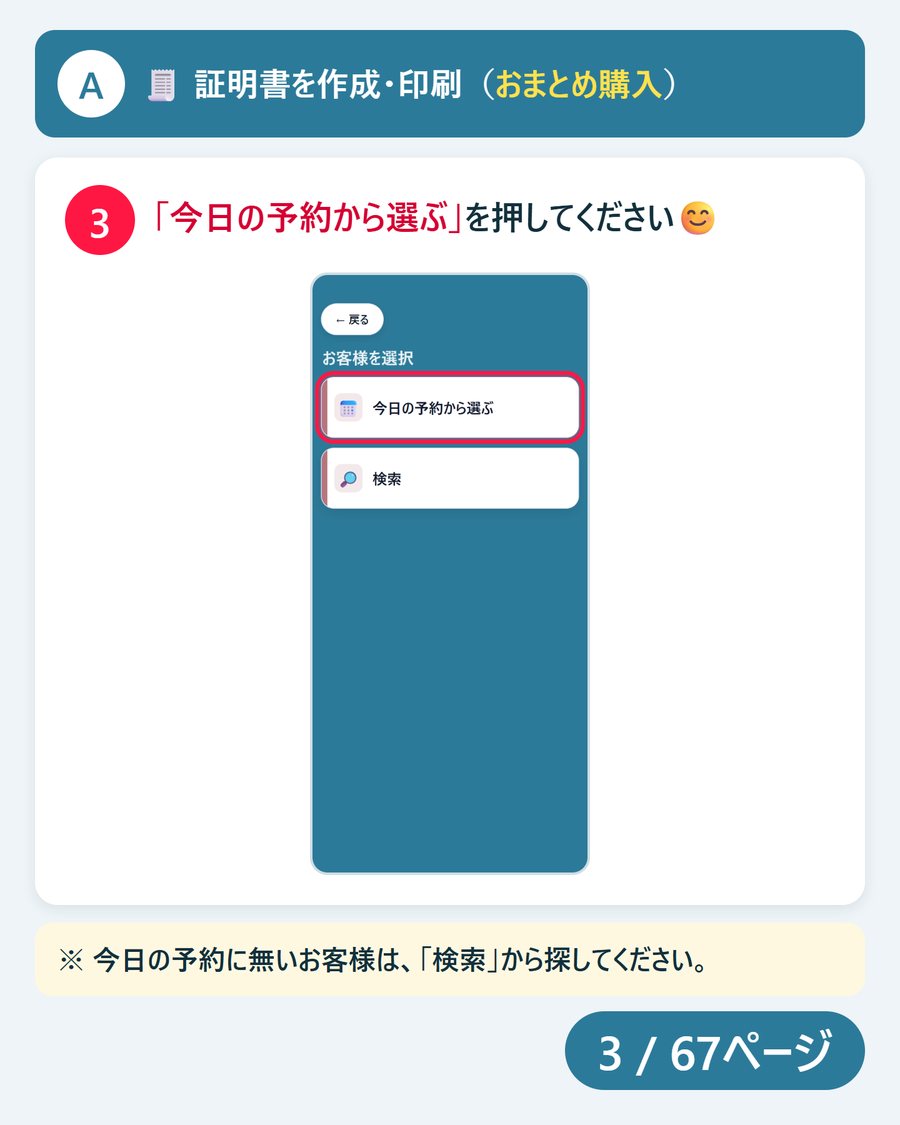 A 🧾 証明書を作成・印刷（おまとめ購入）
3 「今日の予約から選ぶ」を押してください😊
← 戻る
お客様を選択
今日の予約から選ぶ
検索
※ 今日の予約に無いお客様は、「検索」から探してください。
3 / 67ページ